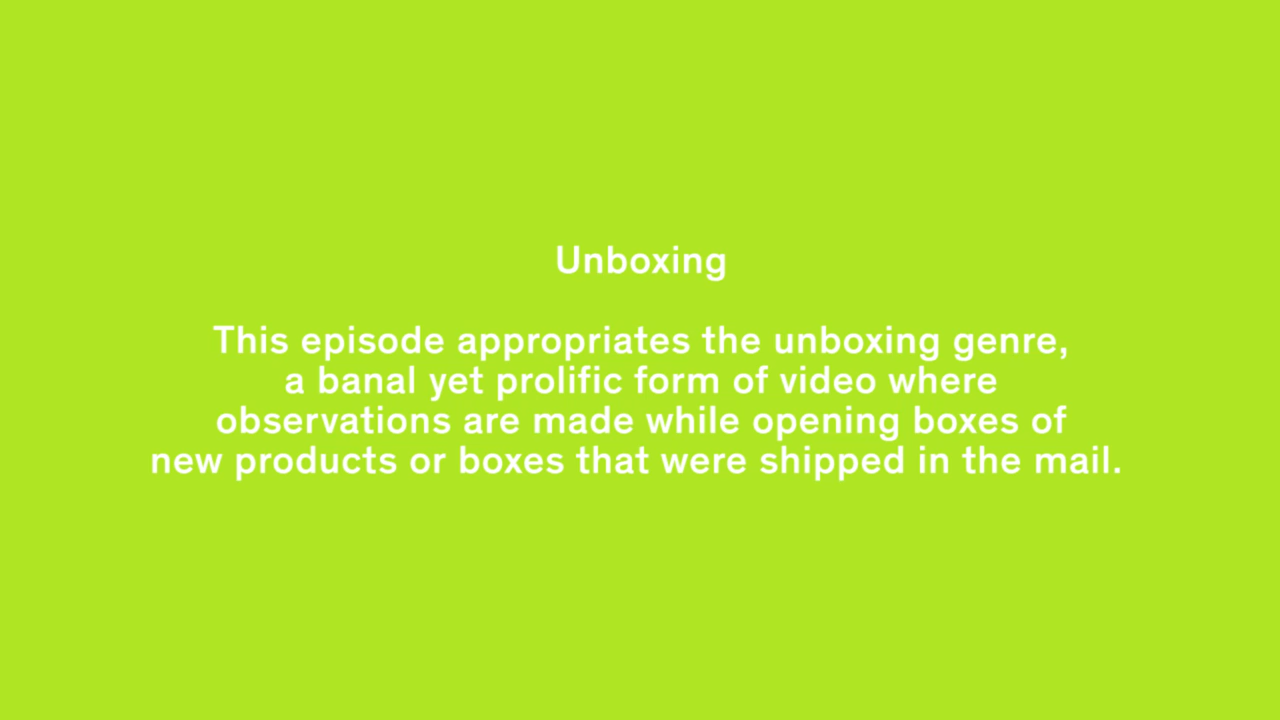 Unboxing
This episode appropriates the unboxing genre,
a banal yet prolific form of video where
observations are made while opening boxes of
new products or boxes that were shipped in the mail.